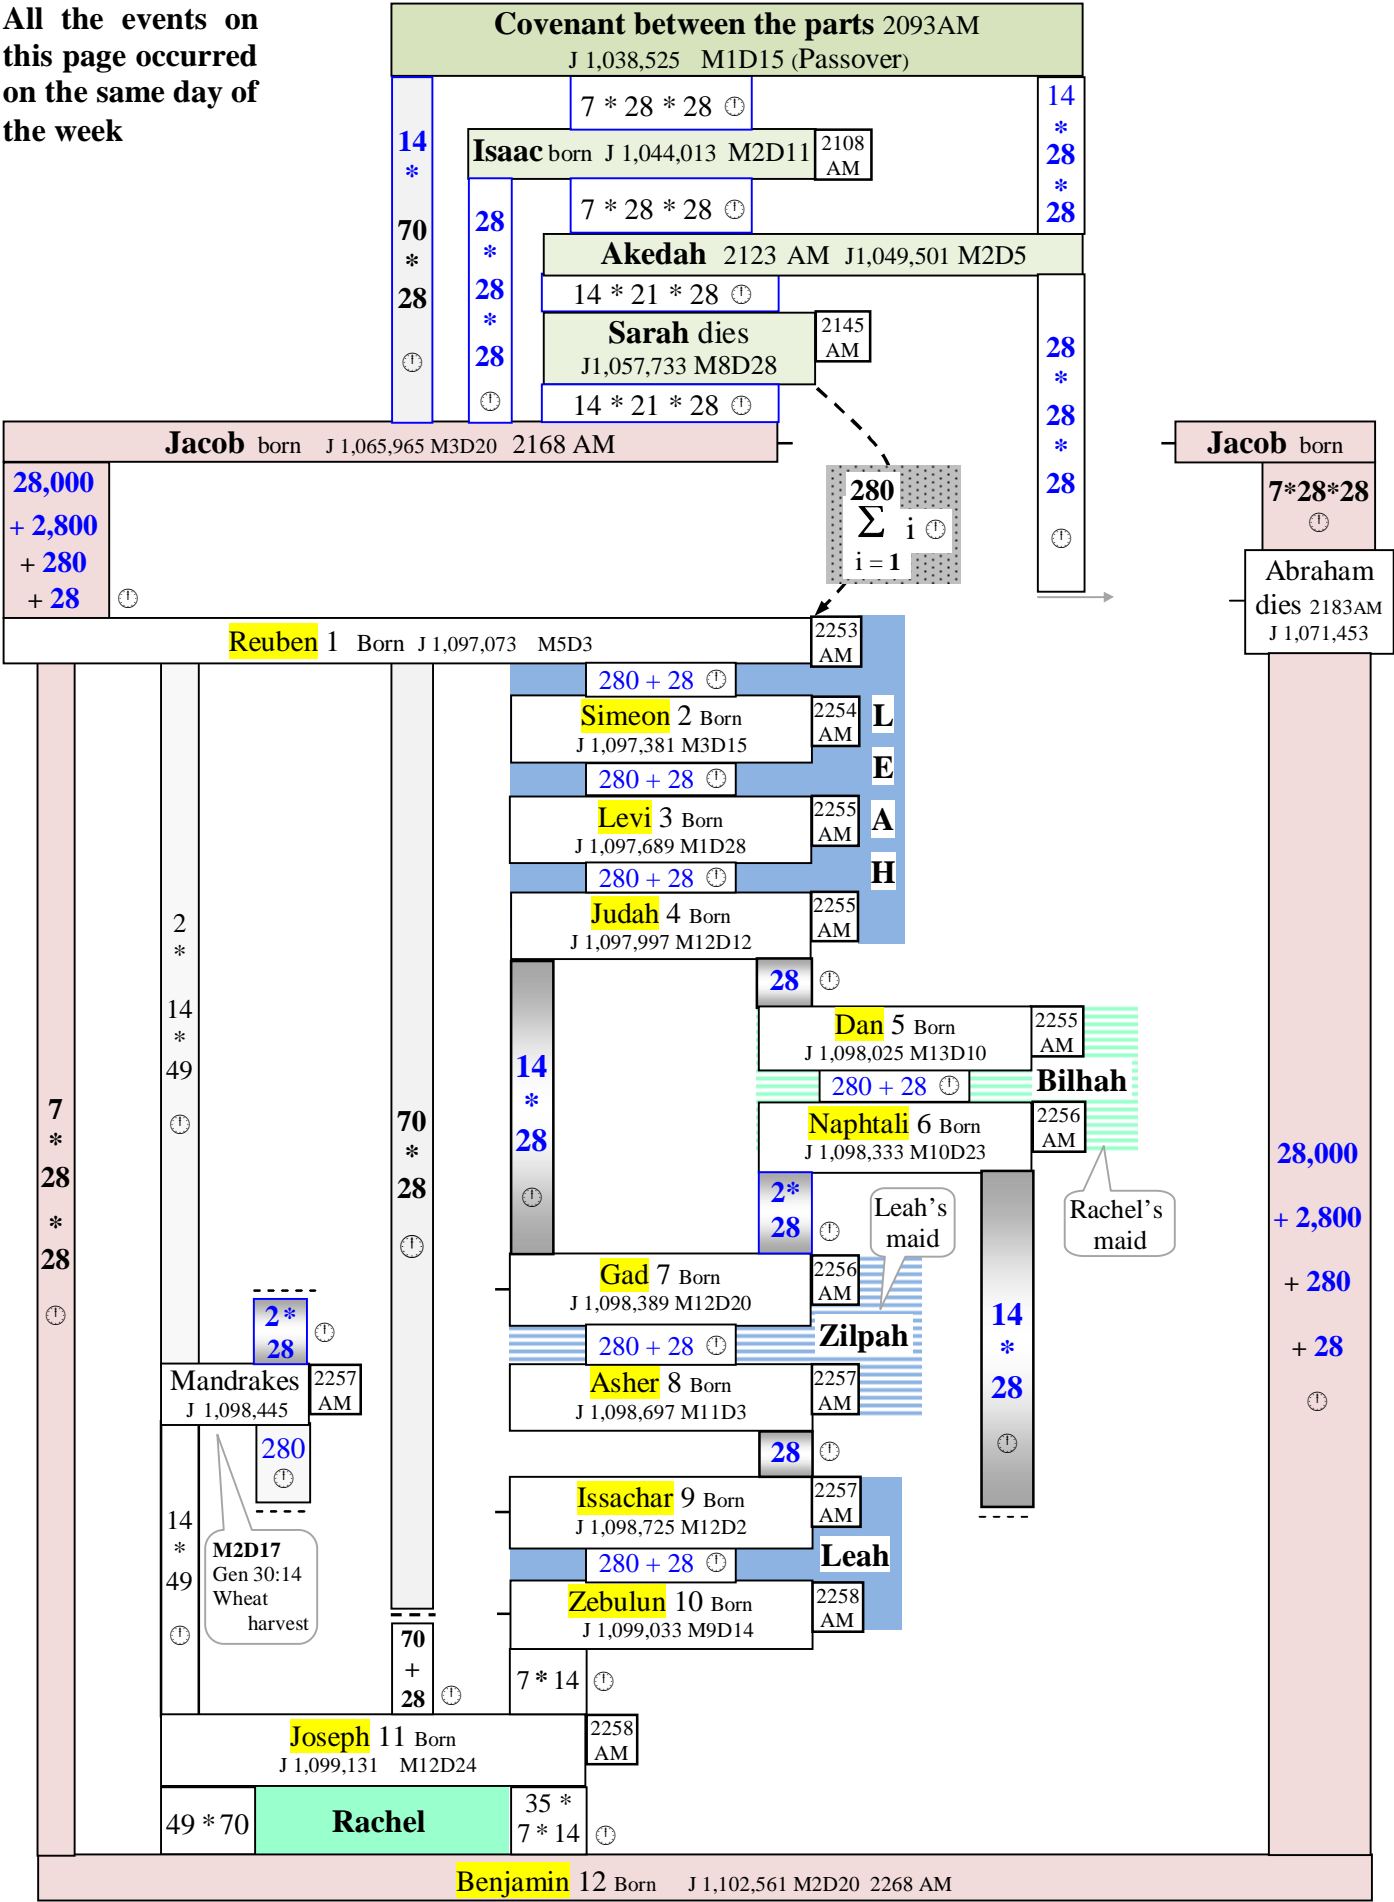 All the events on
this page occurred
on the same day of
the week
Covenant between the parts 2093AM
J 1,038,525 M1D15 (Passover)
14
*
70
*
28
7 * 28 * 28
14
*
28
*
28
Isaac born J 1,044,013 M2D11
2108
AM
28
*
28
*
28
7 * 28 * 28
Akedah 2123 AM J1,049,501 M2D5
14 * 21 * 28
Sarah dies
J1,057,733 M8D28
2145
AM
14 * 21 * 28
28
*
28
*
28
Jacob born J 1,065,965 M3D20 2168 AM
Jacob born
28,000
+ 2,800
+ 280
+ 28
280
Σ i
i = 1
7*28*28
Abraham
dies 2183AM
J 1,071,453
Reuben 1 Born J 1,097,073 M5D3
2253
AM
280 + 28
Simeon 2 Born
J 1,097,381 M3D15
2254
AM
L
E
A
H
280 + 28
Levi 3 Born
J 1,097,689 M1D28
2255
AM
280 + 28
Judah 4 Born
J 1,097,997 M12D12
2255
AM
28
Dan 5 Born
J 1,098,025 M13D10
2255
AM
280 + 28
Bilhah
Naphtali 6 Born
J 1,098,333 M10D23
2256
AM
Rachel's
maid
2
*
14
*
49
7
*
28
*
28
70
*
28
14
*
28
2*
28
Leah's
maid
14
*
28
28,000
+ 2,800
+ 280
+ 28
Gad 7 Born
J 1,098,389 M12D20
2256
AM
280 + 28
Zilpah
Asher 8 Born
J 1,098,697 M11D3
2257
AM
2*
28
Mandrakes
J 1,098,445
2257
AM
280
28
Issachar 9 Born
J 1,098,725 M12D2
2257
AM
280 + 28
Leah
Zebulun 10 Born
J 1,099,033 M9D14
2258
AM
14
*
49
M2D17
Gen 30:14
Wheat
harvest
70
+
28
7 * 14
Joseph 11 Born
J 1,099,131 M12D24
2258
AM
49 * 70
Rachel
35 *
7 * 14
Benjamin 12 Born J 1,102,561 M2D20 2268 AM